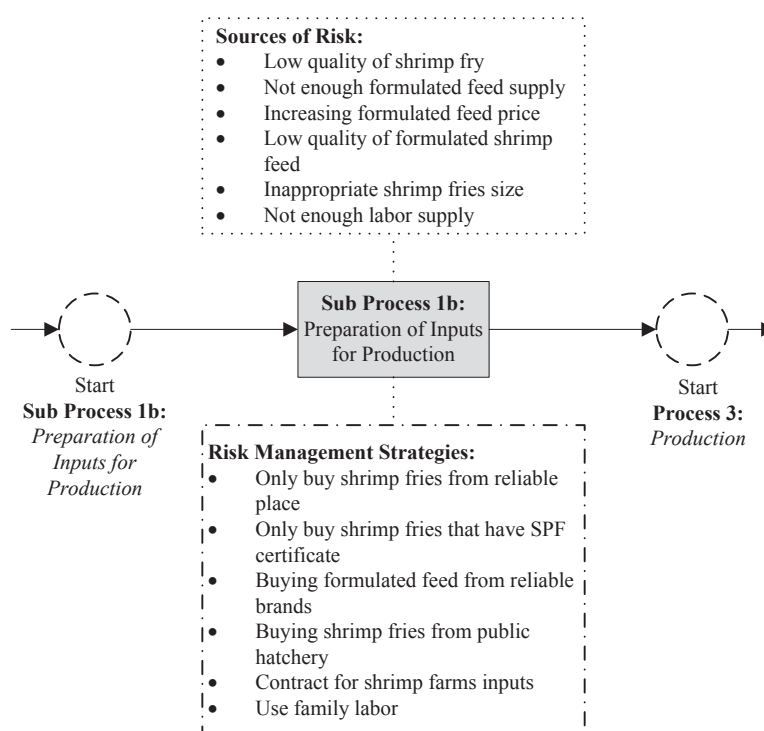 Sources of Risk:
• Low quality of shrimp fry
• Not enough formulated feed supply
• Increasing formulated feed price
• Low quality of formulated shrimp
feed
• Inappropriate shrimp fries size
• Not enough labor supply
Sub Process 1b:
Preparation of Inputs
for Production
Start
Sub Process 1b:
Preparation of
Inputs for
Production
Start
Process 3:
Production
Risk Management Strategies:
• Only buy shrimp fries from reliable
place
• Only buy shrimp fries that have SPF
certificate
• Buying formulated feed from reliable
brands
• Buying shrimp fries from public
hatchery
• Contract for shrimp farms inputs
• Use family labor